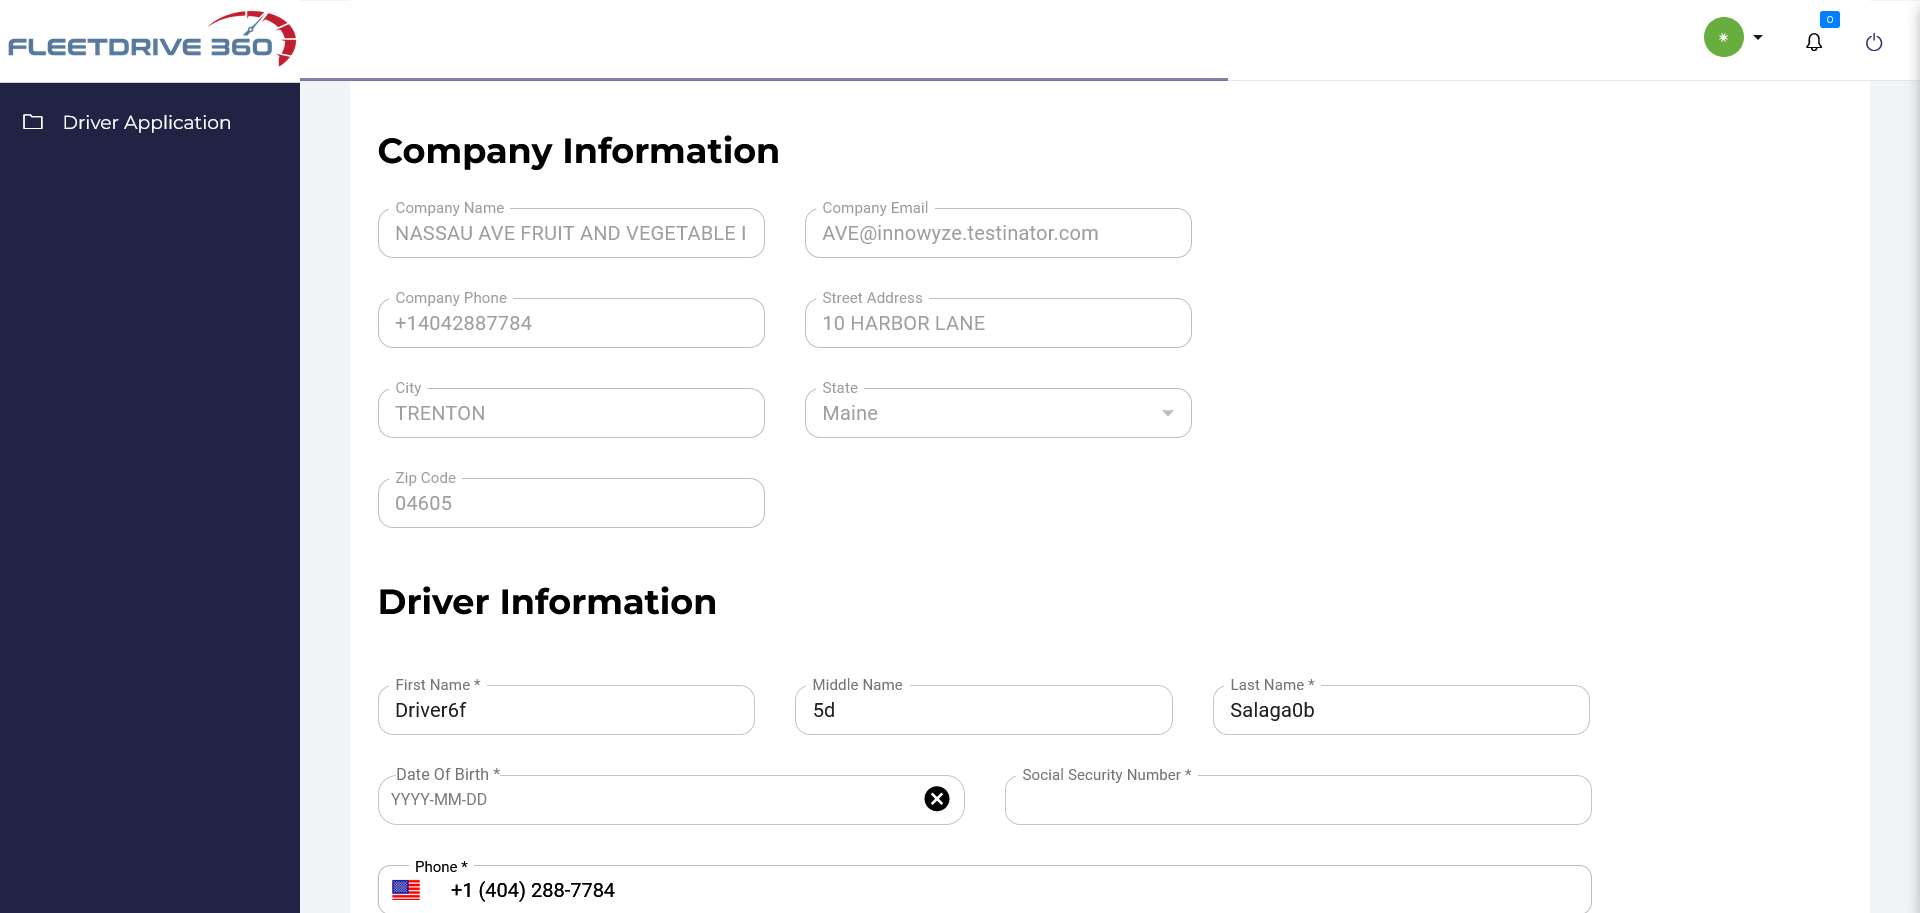 FLEETDRIVE 360
0
Driver Application
Company Information
Company Name
NASSAU AVE FRUIT AND VEGETABLE I
Company Email
AVE@innowyze.testinator.com
Company Phone
+14042887784
Street Address
10 HARBOR LANE
City
TRENTON
State
Maine
Zip Code
04605
Driver Information
First Name *
Driver6f
Middle Name
5d
Last Name *
Salaga0b
Date Of Birth *
YYYY-MM-DD
Social Security Number *
Phone *
+1 (404) 288-7784